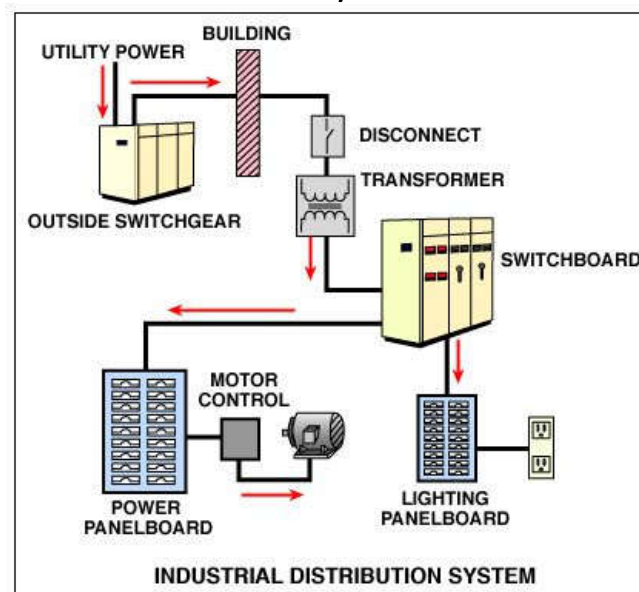 BUILDING
UTILITY POWER
DISCONNECT
TRANSFORMER
OUTSIDE SWITCHGEAR
SWITCHBOARD
MOTOR
CONTROL
POWER
PANELBOARD
LIGHTING
PANELBOARD
INDUSTRIAL DISTRIBUTION SYSTEM